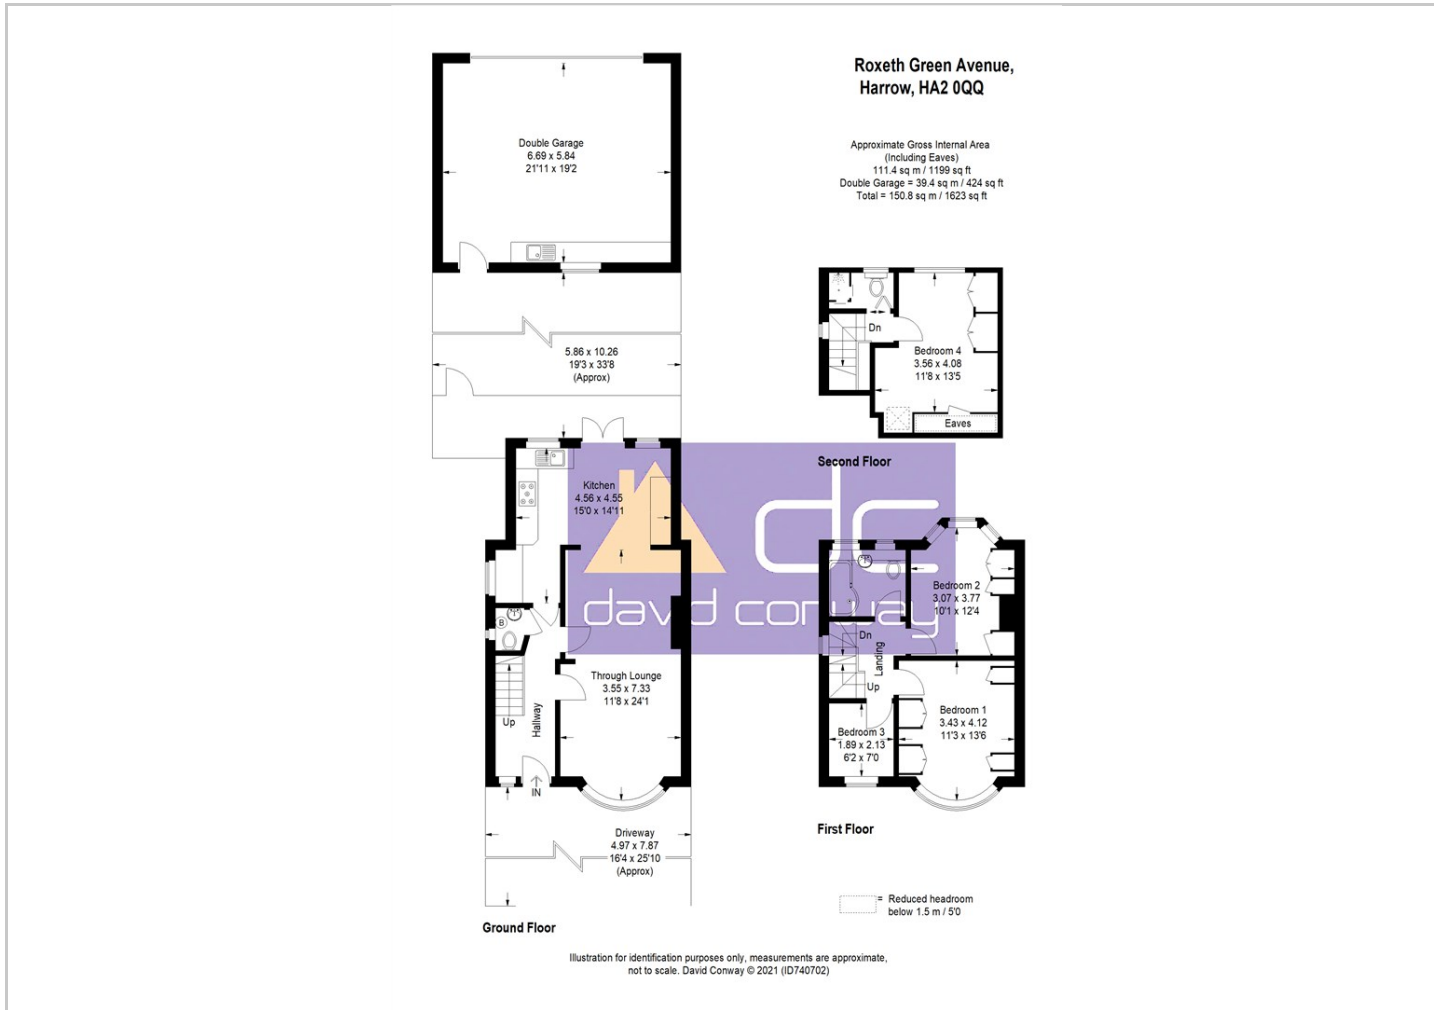 Roxeth Green Avenue,
Harrow, HA2 0QQ
Approximate Gross Internal Area
(Including Eaves)
111.4 sq m / 1199 sq ft
Double Garage = 39.4 sq m / 424 sq ft
Total = 150.8 sq m / 1623 sq ft
Double Garage
6.69 x 5.84
21'11 x 19'2
5.86 x 10.26
19'3 x 33'8
(Approx)
Kitchen
4.56 x 4.55
15'0 x 14'11
B
Through Lounge
3.55 x 7.33
11'8 x 24'1
Up
Hallway
IN
Driveway
4.97 x 7.87
16'4 x 25'10
(Approx)
Ground Floor
Dn
Bedroom 4
3.56 x 4.08
11'8 x 13'5
Eaves
Second Floor
dc
david conway
Bedroom 2
3.07 x 3.77
10'1 x 12'4
Dn
Landing
Up
Bedroom 1
3.43 x 4.12
11'3 x 13'6
Bedroom 3
1.89 x 2.13
6'2 x 7'0
First Floor
= Reduced headroom
below 1.5 m / 5'0
Illustration for identification purposes only, measurements are approximate,
not to scale. David Conway © 2021 (ID740702)